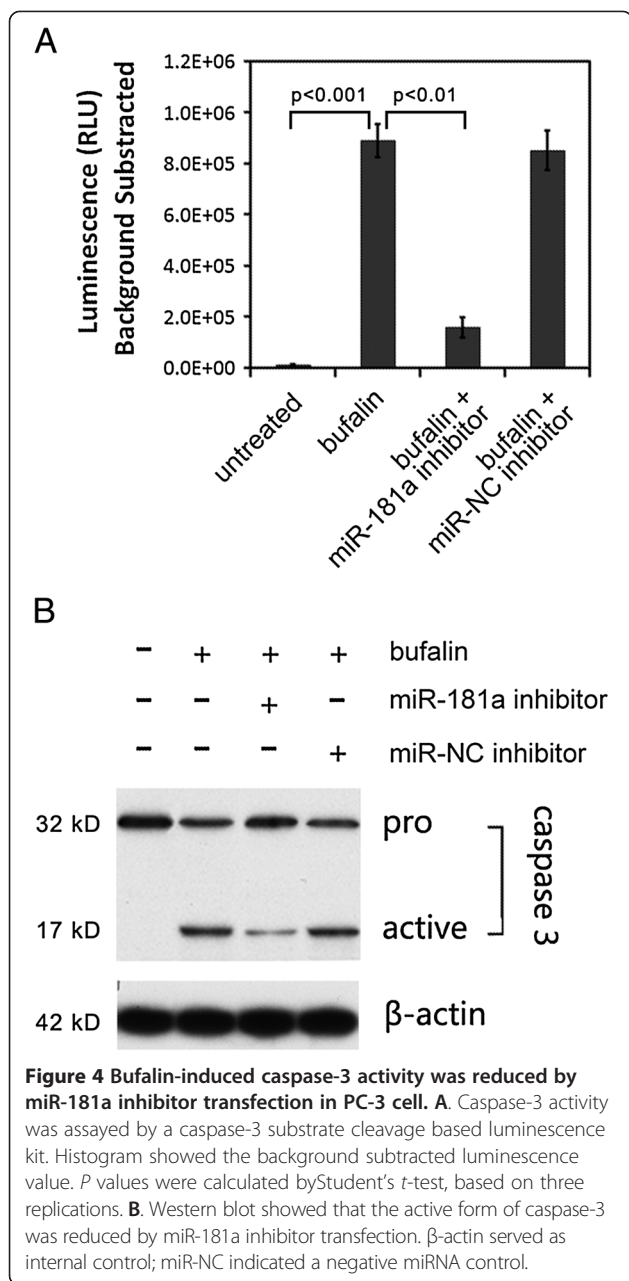 A
Luminescence (RLU)
Background Substracted
1.2E+06
1.0E+06
8.0E+05
6.0E+05
4.0E+05
2.0E+05
0.0E+00
p<0.001
p<0.01
untreated
bufalin
bufalin +
miR-181a inhibitor
bufalin +
miR-NC inhibitor
B
- + + + bufalin
- - + - miR-181a inhibitor
- - - + miR-NC inhibitor
32 kD pro
17 kD active
caspase 3
42 kD β-actin
Figure 4 Bufalin-induced caspase-3 activity was reduced by
miR-181a inhibitor transfection in PC-3 cell. A. Caspase-3 activity
was assayed by a caspase-3 substrate cleavage based luminescence
kit. Histogram showed the background subtracted luminescence
value. P values were calculated byStudent's t-test, based on three
replications. B. Western blot showed that the active form of caspase-3
was reduced by miR-181a inhibitor transfection. β-actin served as
internal control; miR-NC indicated a negative miRNA control.